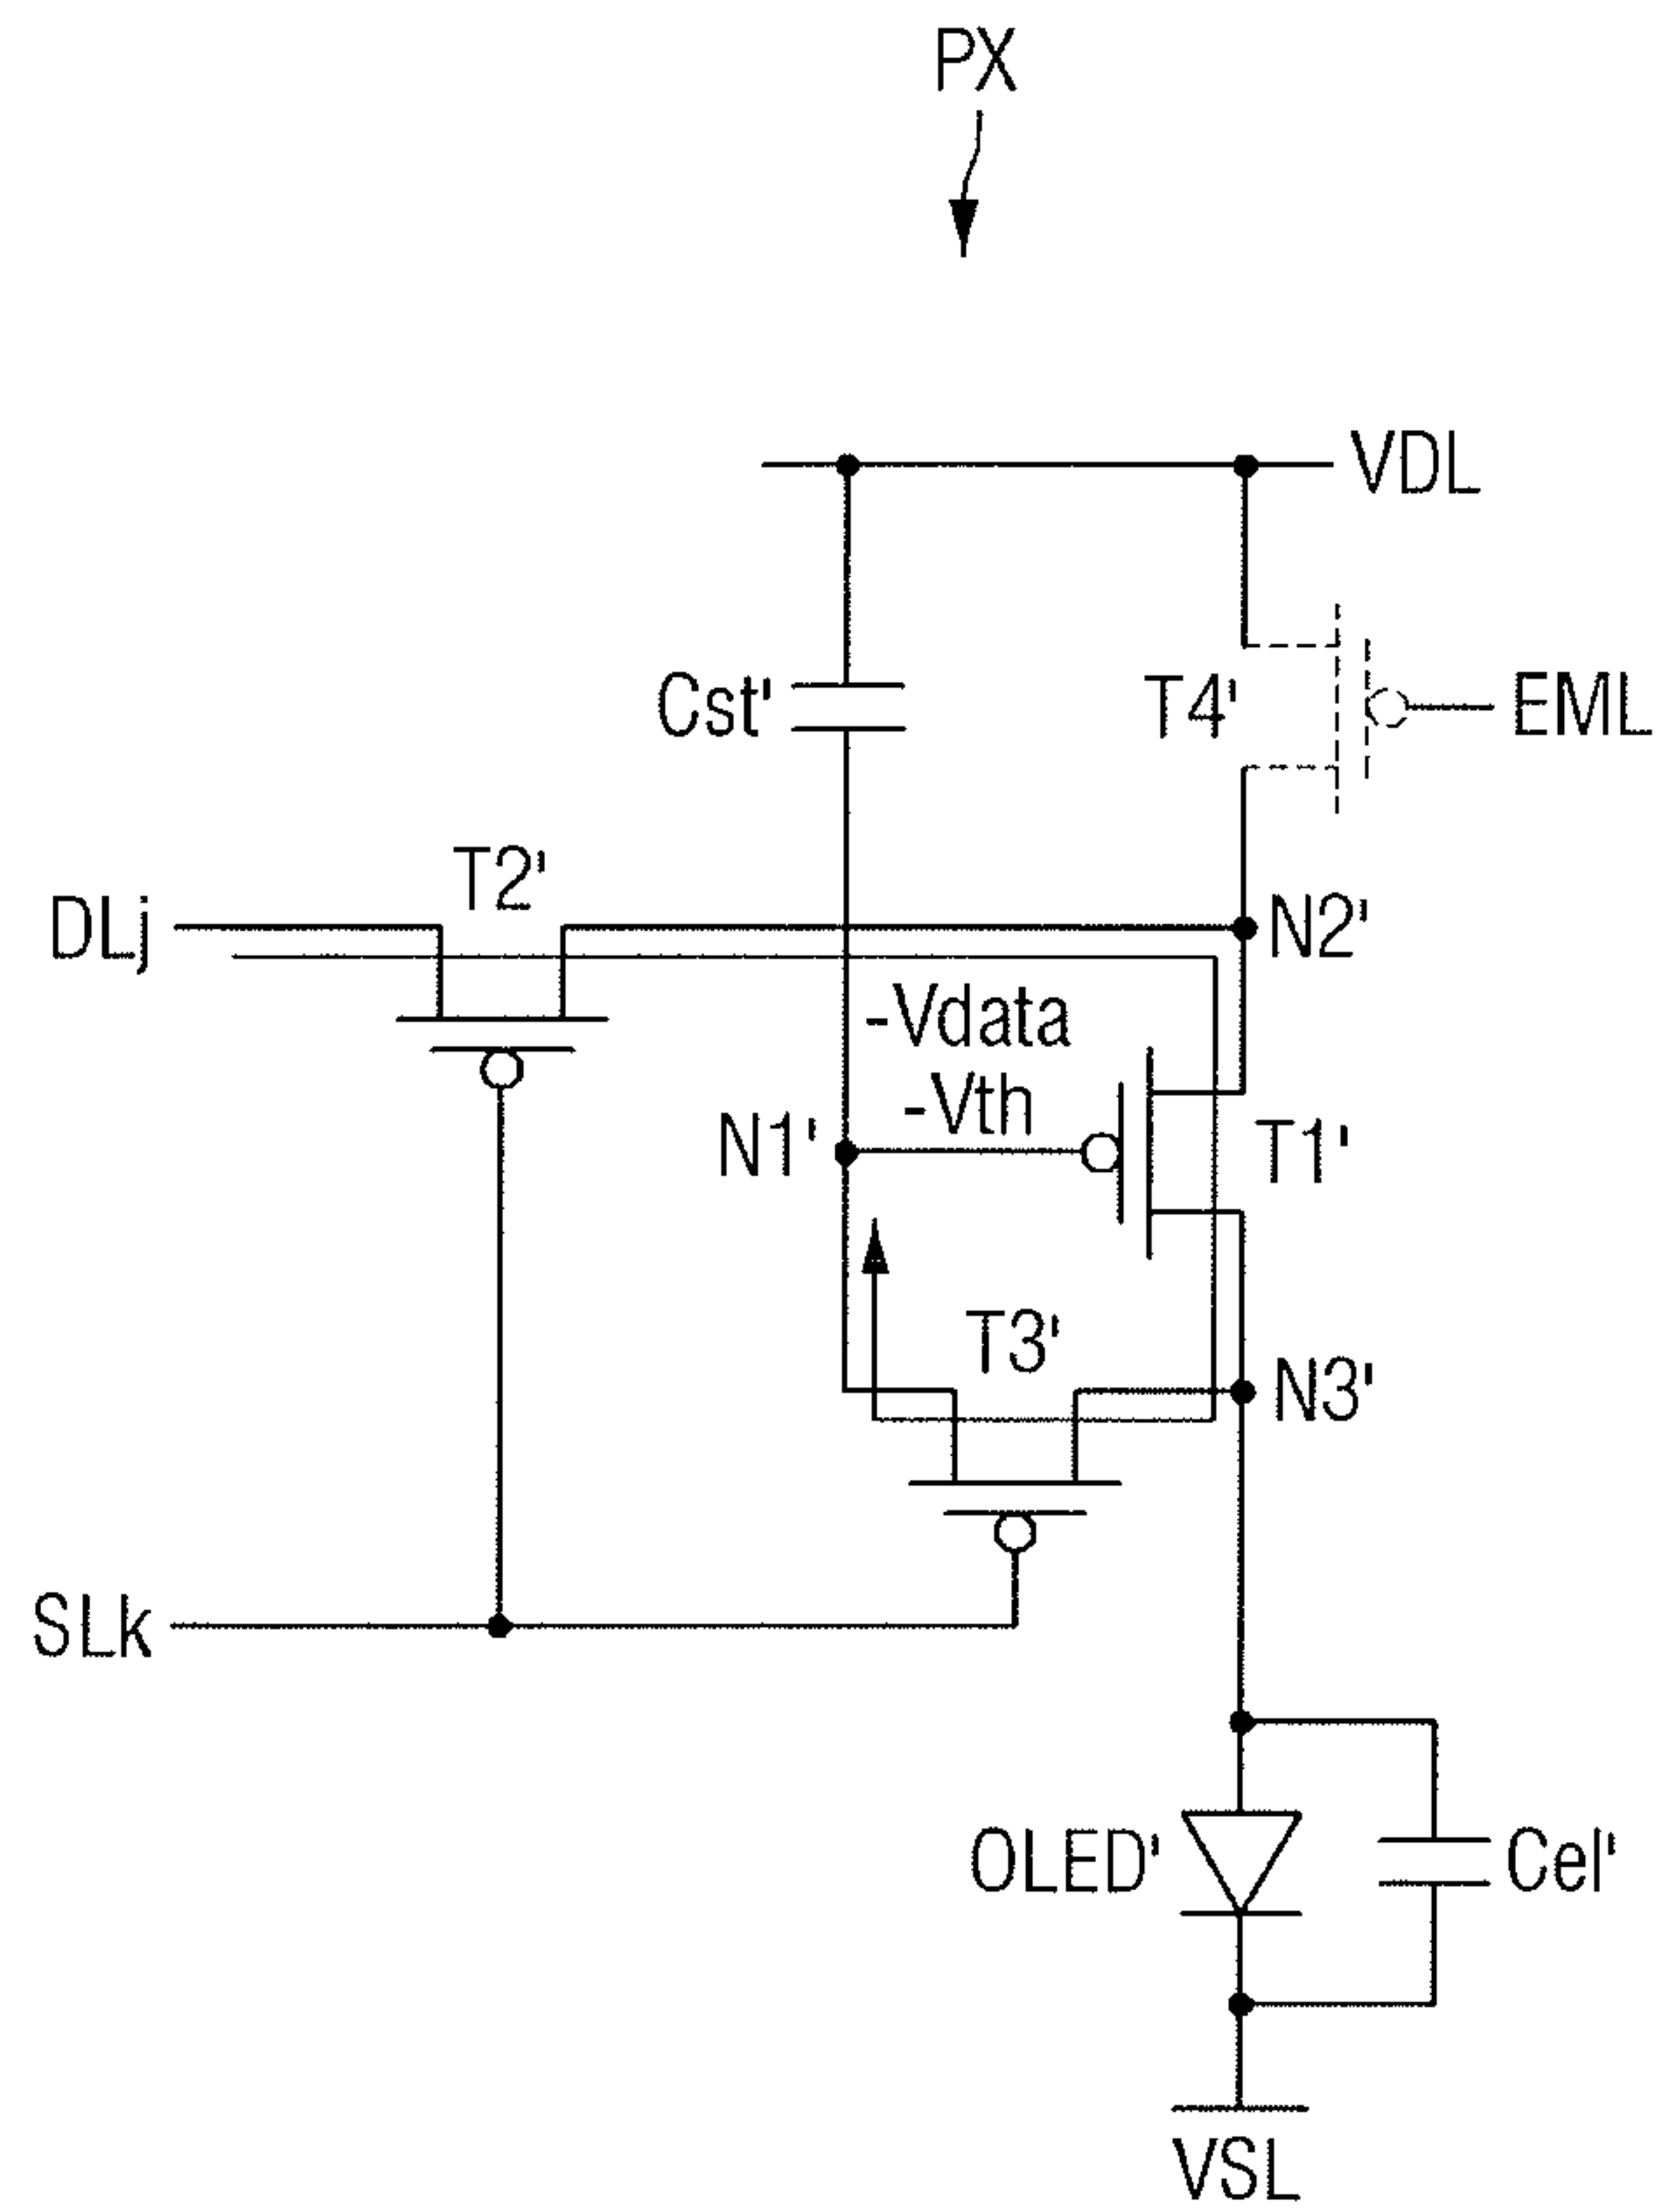 PX
VDL
Cst'
T4'
EML
T2'
DLj
N2'
-Vdata
-Vth
N1'
T1'
T3'
N3'
SLk
OLED'
Cel'
VSL